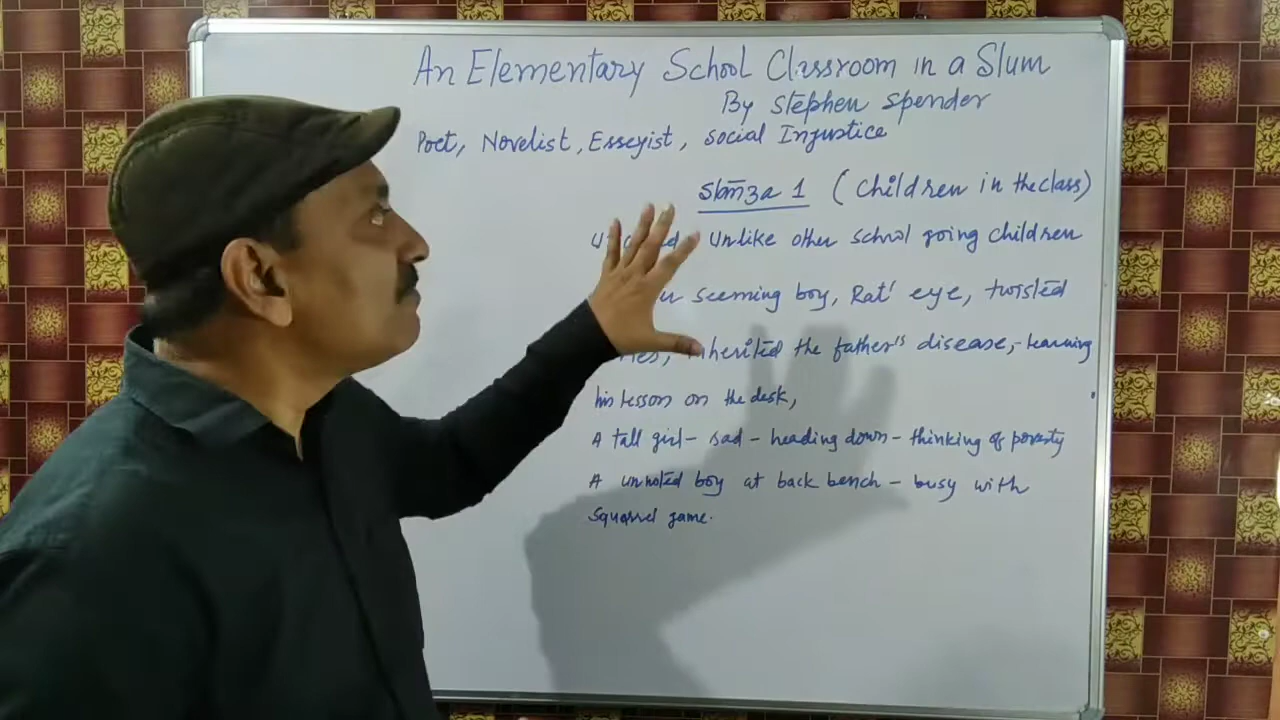 An Elementary School Classroom in a Slum
By Stephen Spender
Poet, Novelist, Esseyist, social Injustice
Stanza 1 (Children in the class)
Unlike other school going children
seeming boy, Rat' eye, twisted
inherited the father's disease, - learning
his lesson on the desk,
A tall girl - sad - heading down - thinking of poverty
A unnoted boy at back bench - busy with
Squarrel game.